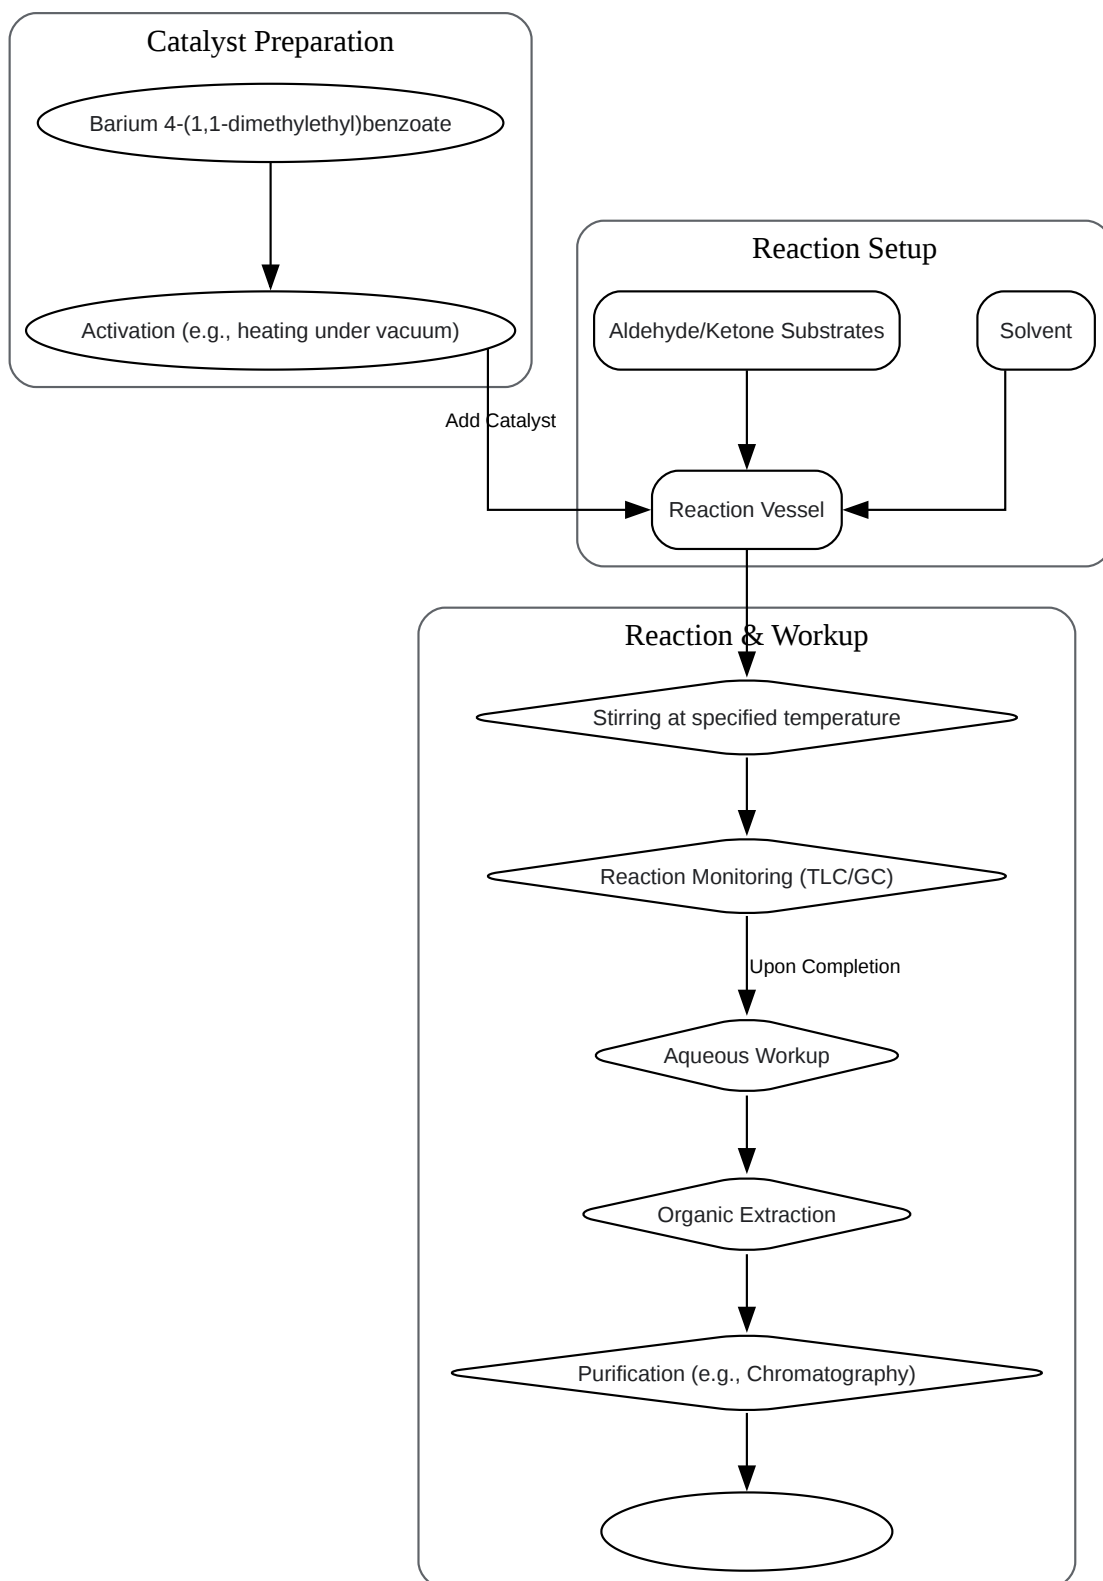 Catalyst Preparation
Barium 4-(1,1-dimethylethyl)benzoate
Activation (e.g., heating under vacuum)
Add Catalyst
Reaction Setup
Aldehyde/Ketone Substrates
Solvent
Reaction Vessel
Reaction & Workup
Stirring at specified temperature
Reaction Monitoring (TLC/GC)
Upon Completion
Aqueous Workup
Organic Extraction
Purification (e.g., Chromatography)